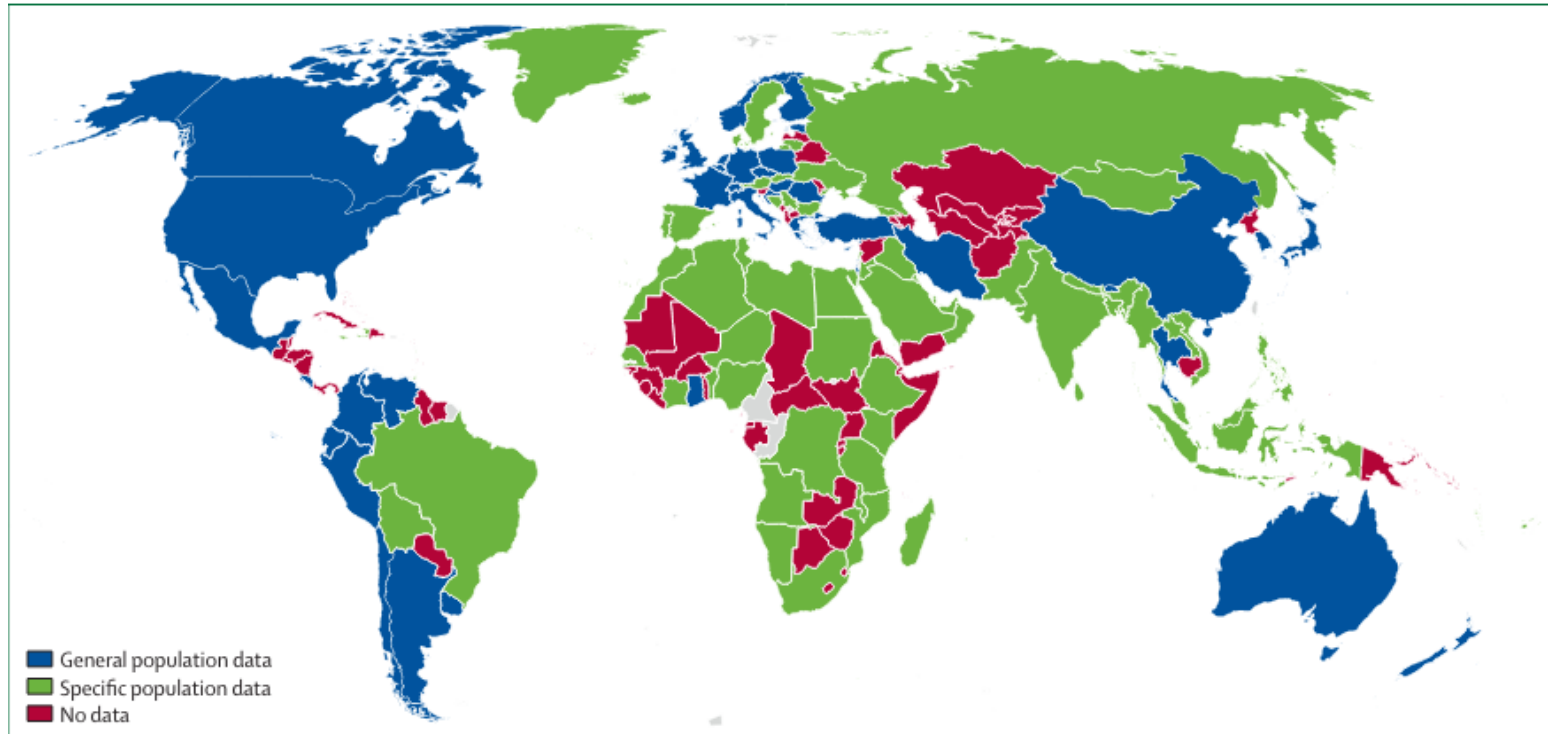 General population data
Specific population data
No data